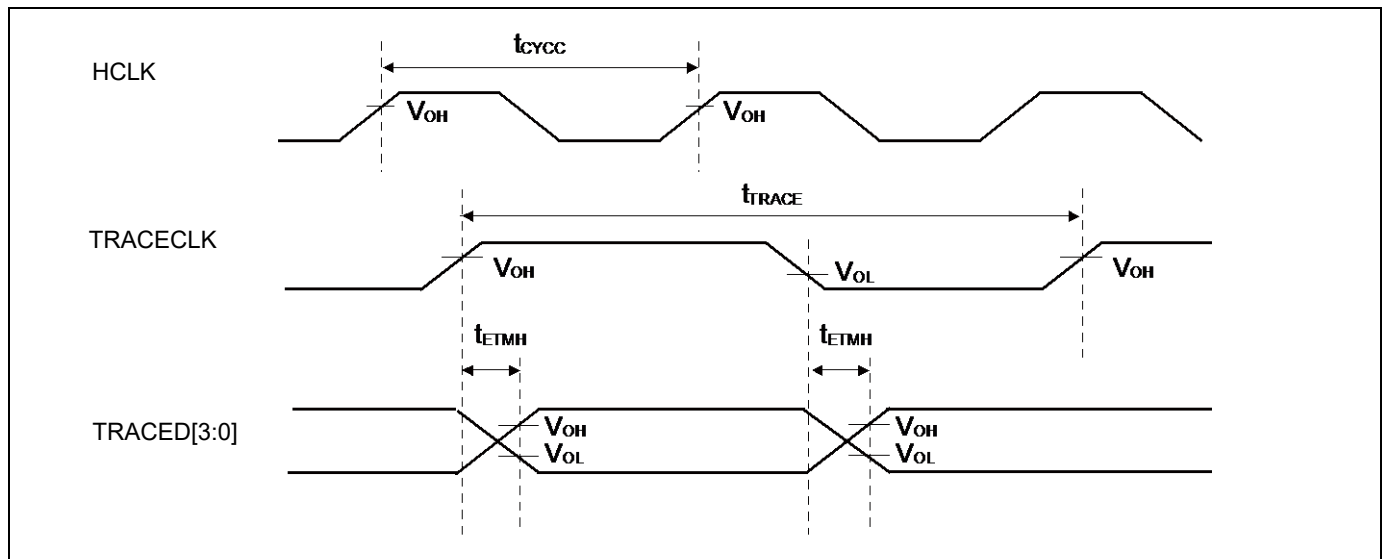 tCYCC
HCLK
VOH VOH
tTRACE
TRACECLK
VOH VOL VOH
tETMH tETMH
TRACED[3:0]
VOH VOH
VOL VOL